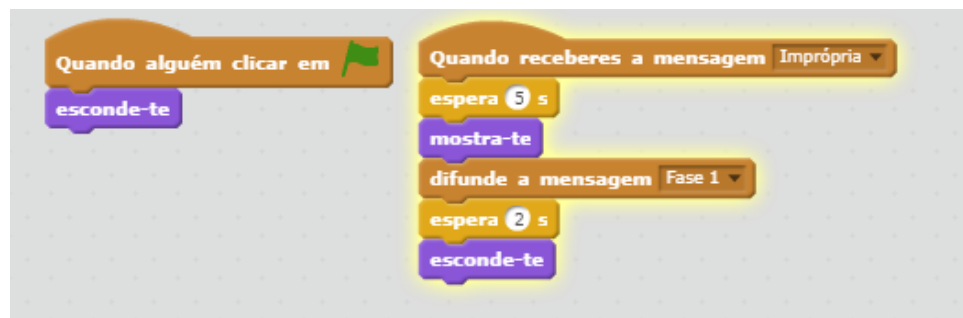 Quando alguém clicar em
esconde-te
Quando receberes a mensagem Imprópria
espera 5 s
mostra-te
difunde a mensagem Fase 1
espera 2 s
esconde-te